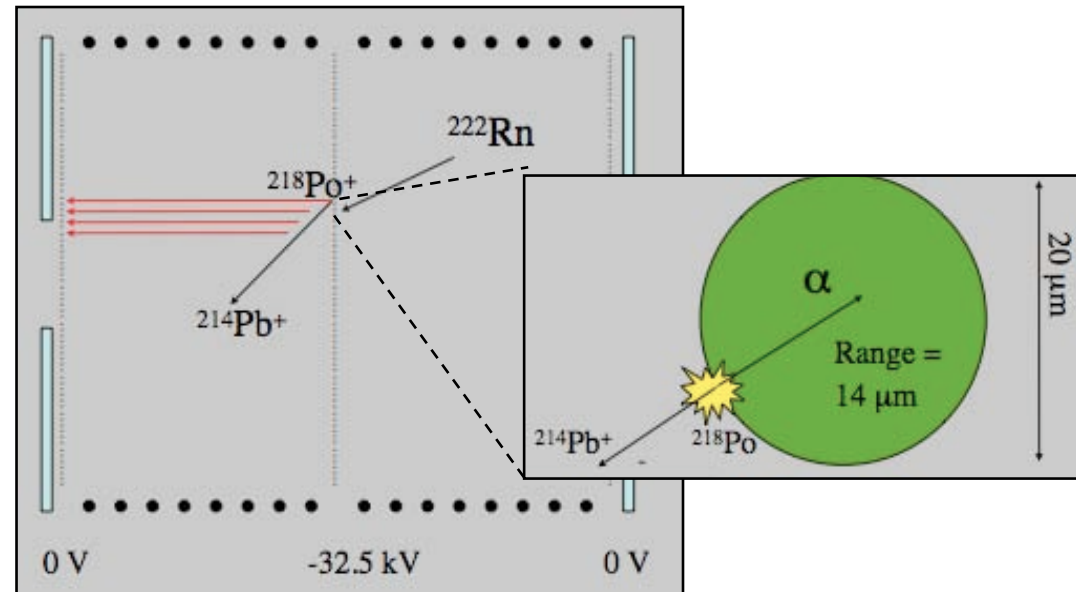 ²²²Rn
²¹⁸Po⁺
²¹⁴Pb⁺
0 V
-32.5 kV
0 V
α
Range =
14 μm
20 μm
²¹⁴Pb⁺
²¹⁸Po